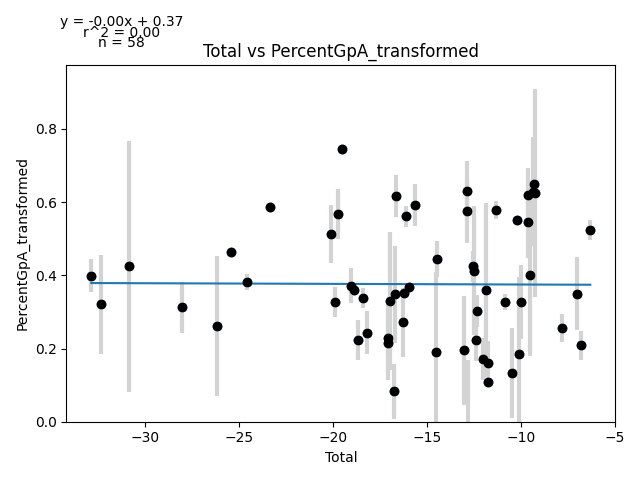 y = -0.00x + 0.37
r^2 = 0.00
n = 58
Total vs PercentGpA_transformed
PercentGpA_transformed
0.8
0.6
0.4
0.2
0.0
−30
−25
−20
−15
−10
−5
Total